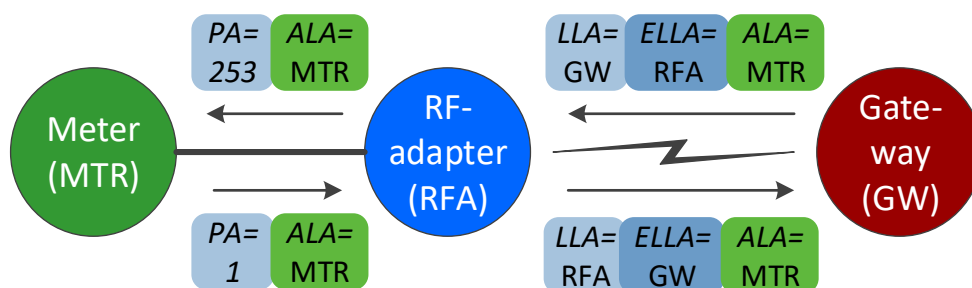 PA=
253
ALA=
MTR
LLA=
GW
ELLA=
RFA
ALA=
MTR
Meter
(MTR)
RF-
adapter
(RFA)
Gate-
way
(GW)
PA=
1
ALA=
MTR
LLA=
RFA
ELLA=
GW
ALA=
MTR